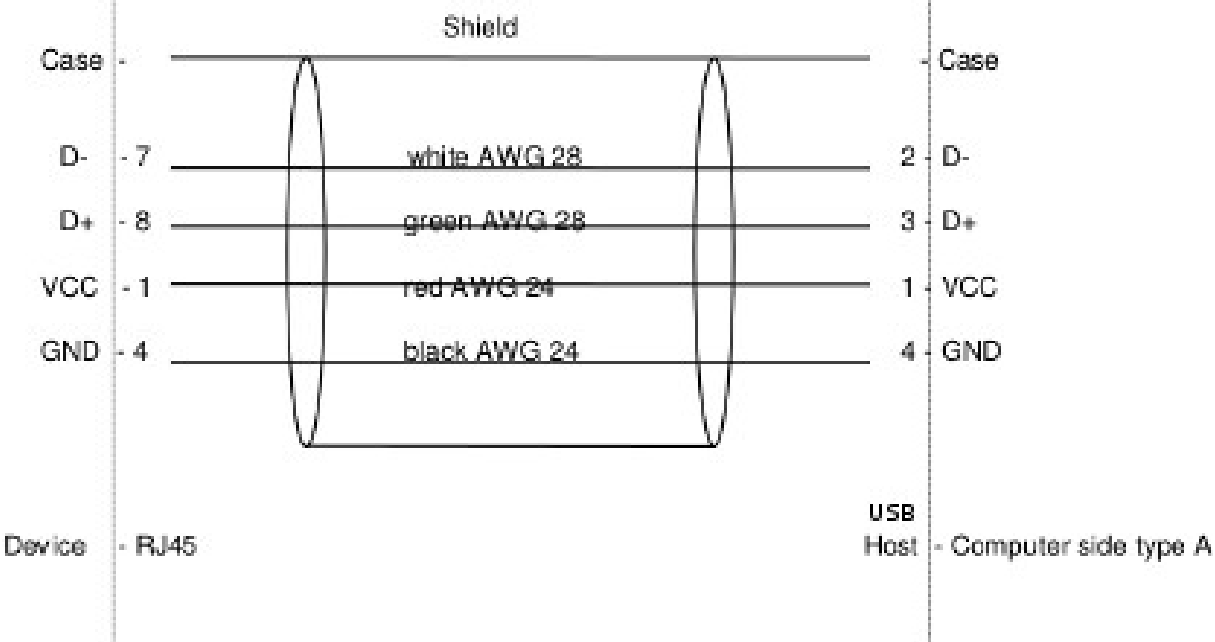 Shield
Case - - Case
D- - 7 white AWG 28 2 - D-
D+ - 8 green AWG 28 3 - D+
VCC - 1 red AWG 24 1 - VCC
GND - 4 black AWG 24 4 - GND
USB
Device - RJ45 Host - Computer side type A